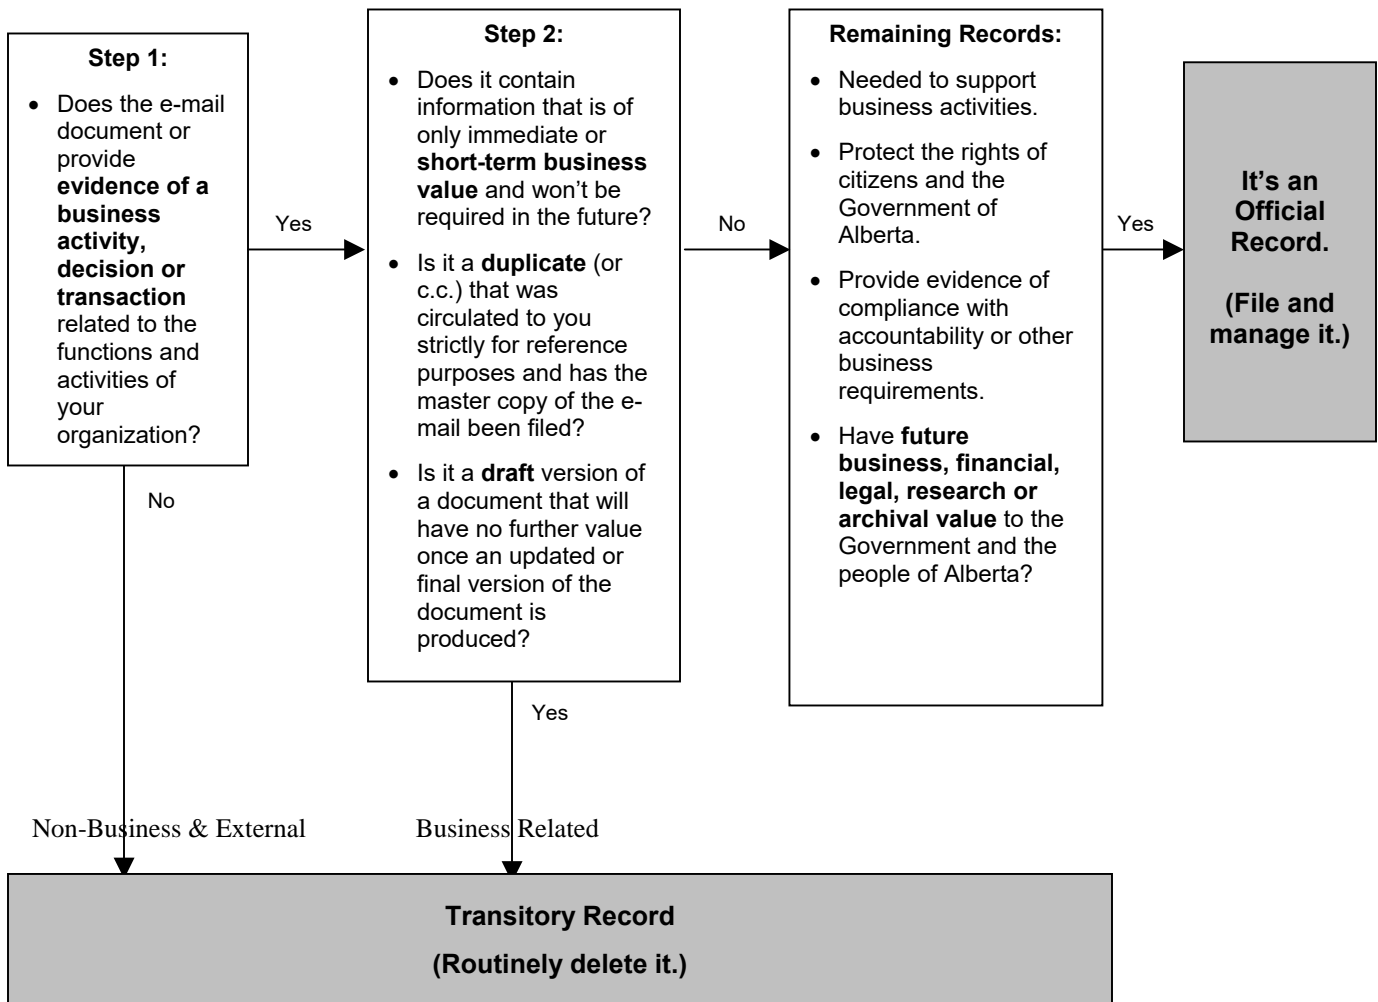 Step 1:
• Does the e-mail
document or
provide
evidence of a
business
activity,
decision or
transaction
related to the
functions and
activities of
your
organization?
Yes
No
Step 2:
• Does it contain
information that is of
only immediate or
short-term business
value and won’t be
required in the future?
• Is it a duplicate (or
c.c.) that was
circulated to you
strictly for reference
purposes and has the
master copy of the e-
mail been filed?
• Is it a draft version of
a document that will
have no further value
once an updated or
final version of the
document is
produced?
No
Yes
Remaining Records:
• Needed to support
business activities.
• Protect the rights of
citizens and the
Government of
Alberta.
• Provide evidence of
compliance with
accountability or other
business
requirements.
• Have future
business, financial,
legal, research or
archival value to the
Government and the
people of Alberta?
Yes
It’s an
Official
Record.
(File and
manage it.)
Non-Business & External
Business Related
Transitory Record
(Routinely delete it.)